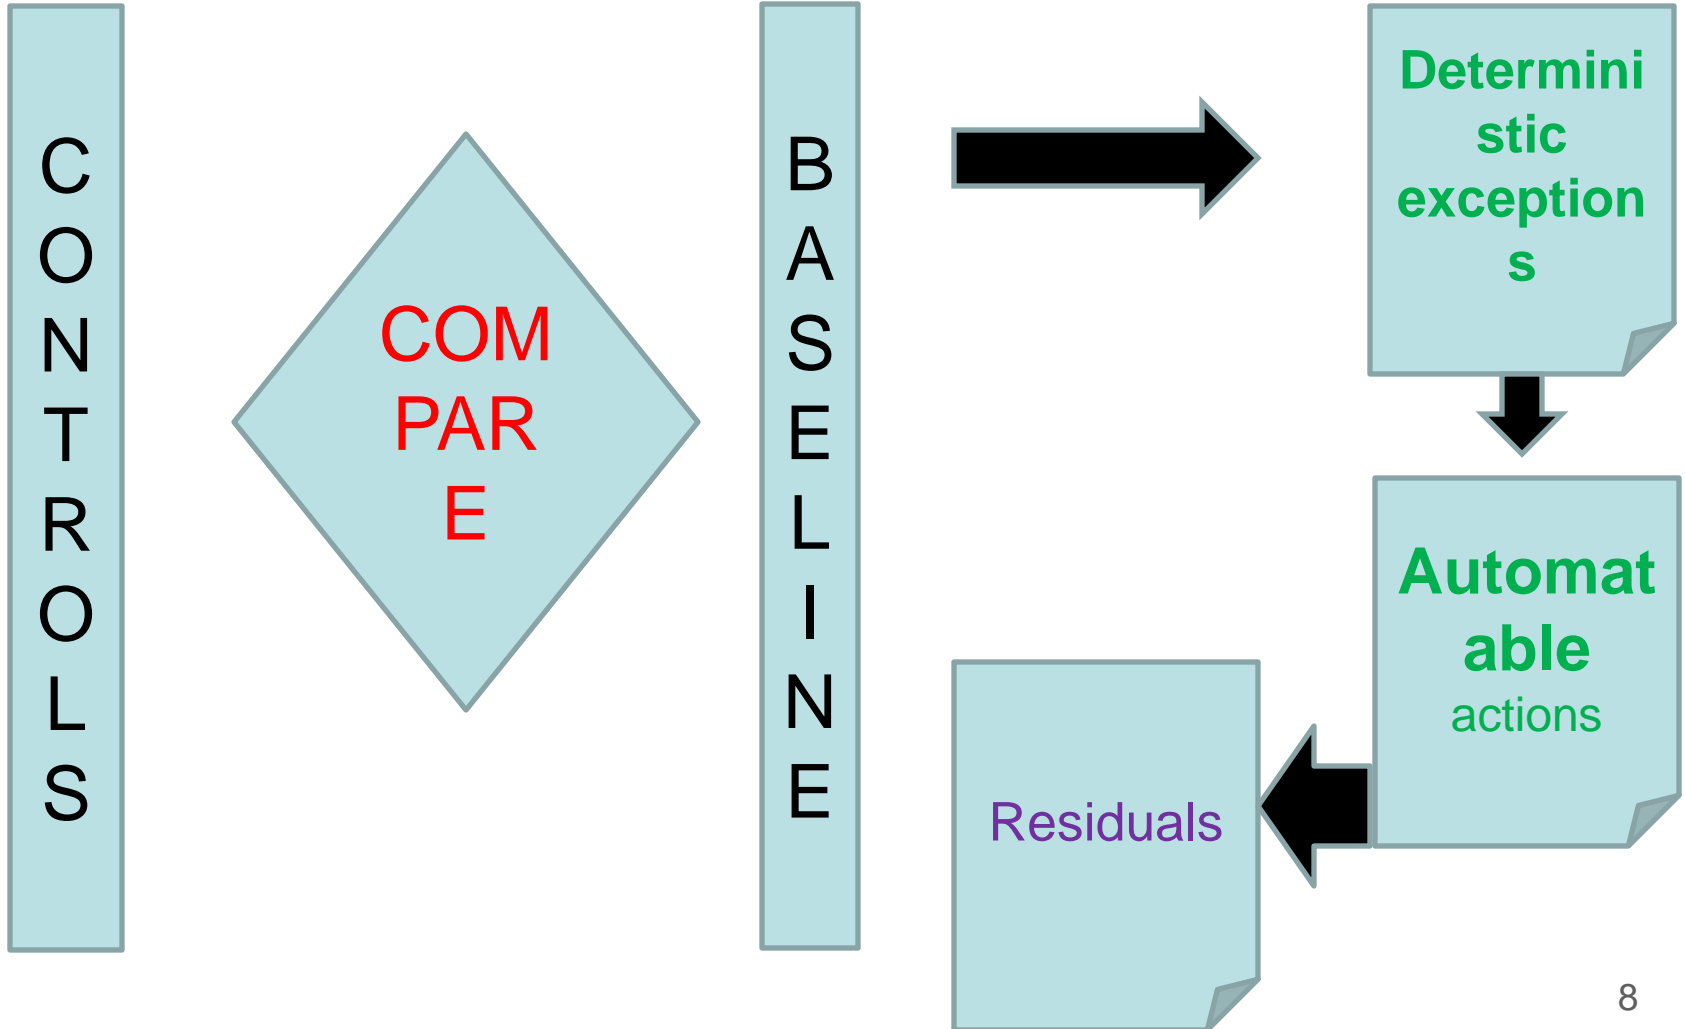 C
O
N
T
R
O
L
S
COM
PAR
E
B
A
S
E
L
I
N
E
Determini
stic
exception
s
Automat
able
actions
Residuals
8